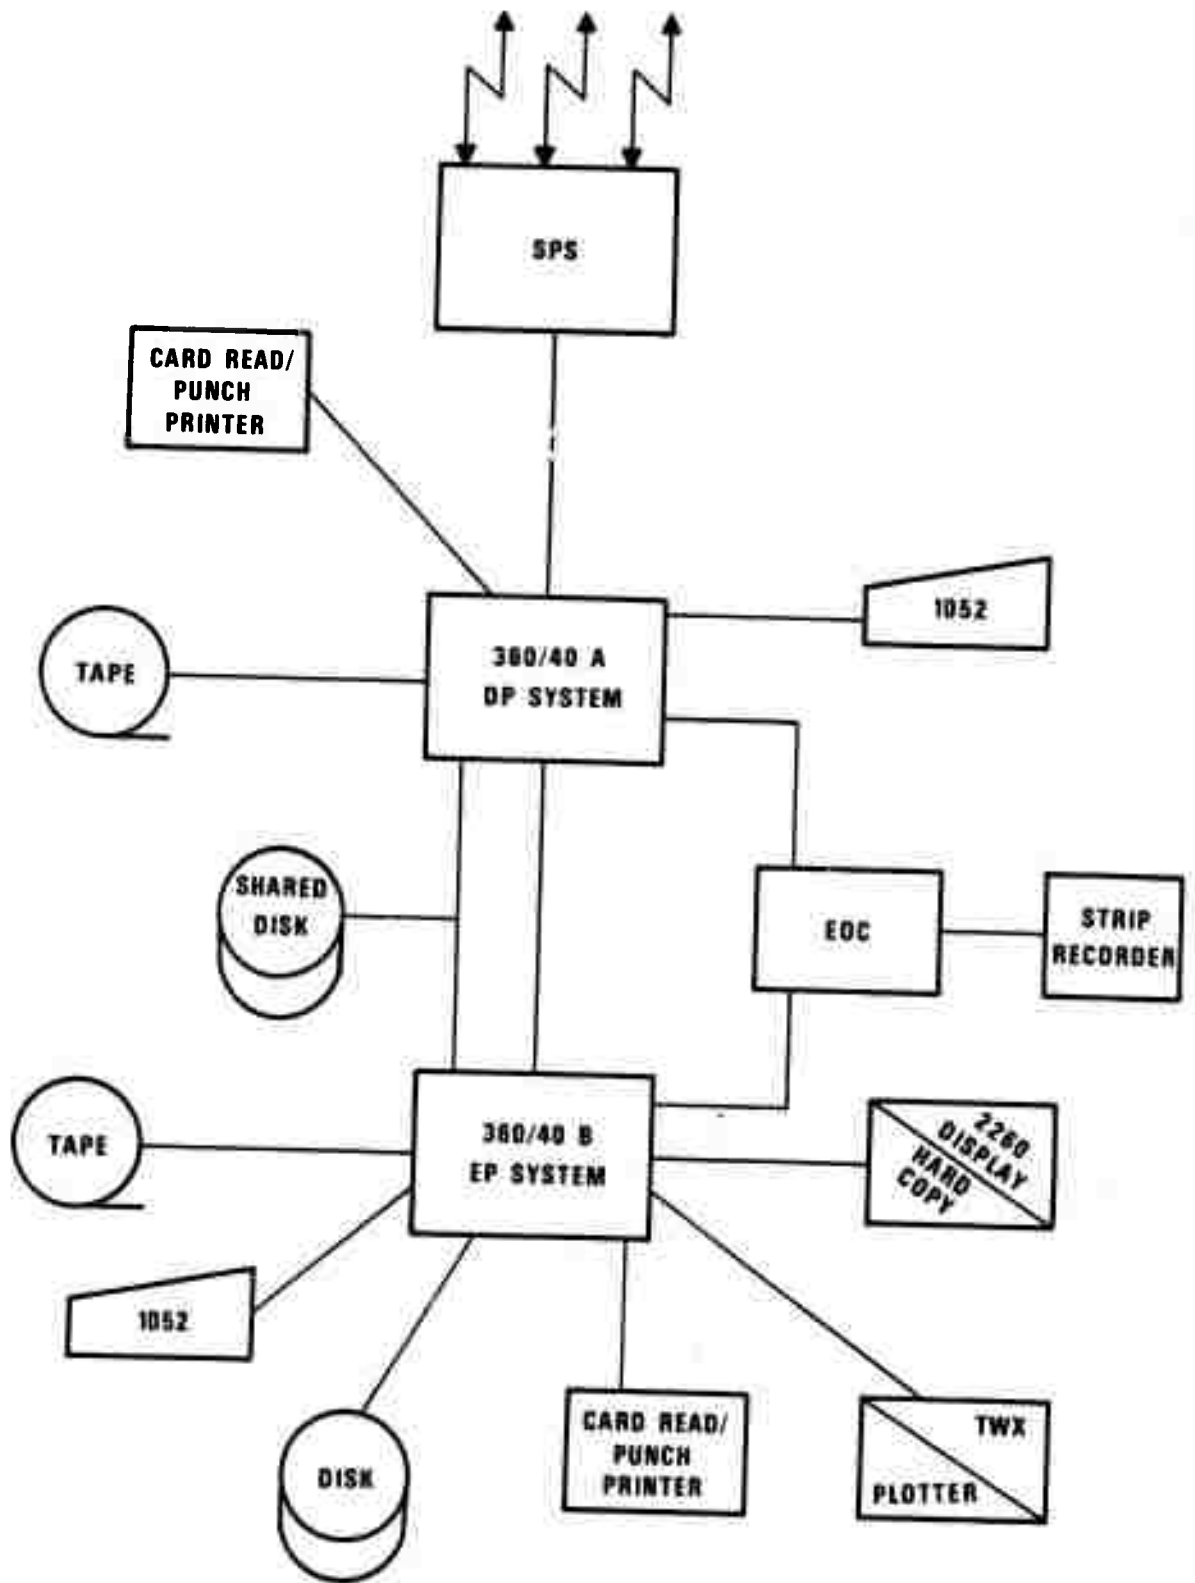 SPS
CARD READ/
PUNCH
PRINTER
1052
360/40 A
DP SYSTEM
TAPE
SHARED
DISK
EOC
STRIP
RECORDER
360/40 B
EP SYSTEM
TAPE
2260
DISPLAY
HARD
COPY
1052
DISK
CARD READ/
PUNCH
PRINTER
TWX
PLOTTER